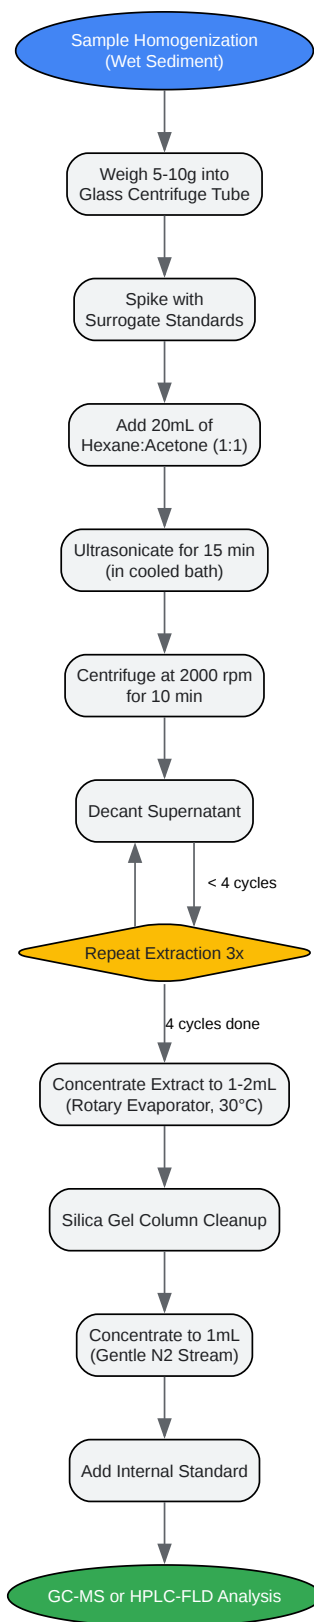 Sample Homogenization
(Wet Sediment)
Weigh 5-10g into
Glass Centrifuge Tube
Spike with
Surrogate Standards
Add 20mL of
Hexane:Acetone (1:1)
Ultrasonicate for 15 min
(in cooled bath)
Centrifuge at 2000 rpm
for 10 min
Decant Supernatant
< 4 cycles
Repeat Extraction 3x
4 cycles done
Concentrate Extract to 1-2mL
(Rotary Evaporator, 30°C)
Silica Gel Column Cleanup
Concentrate to 1mL
(Gentle N2 Stream)
Add Internal Standard
GC-MS or HPLC-FLD Analysis